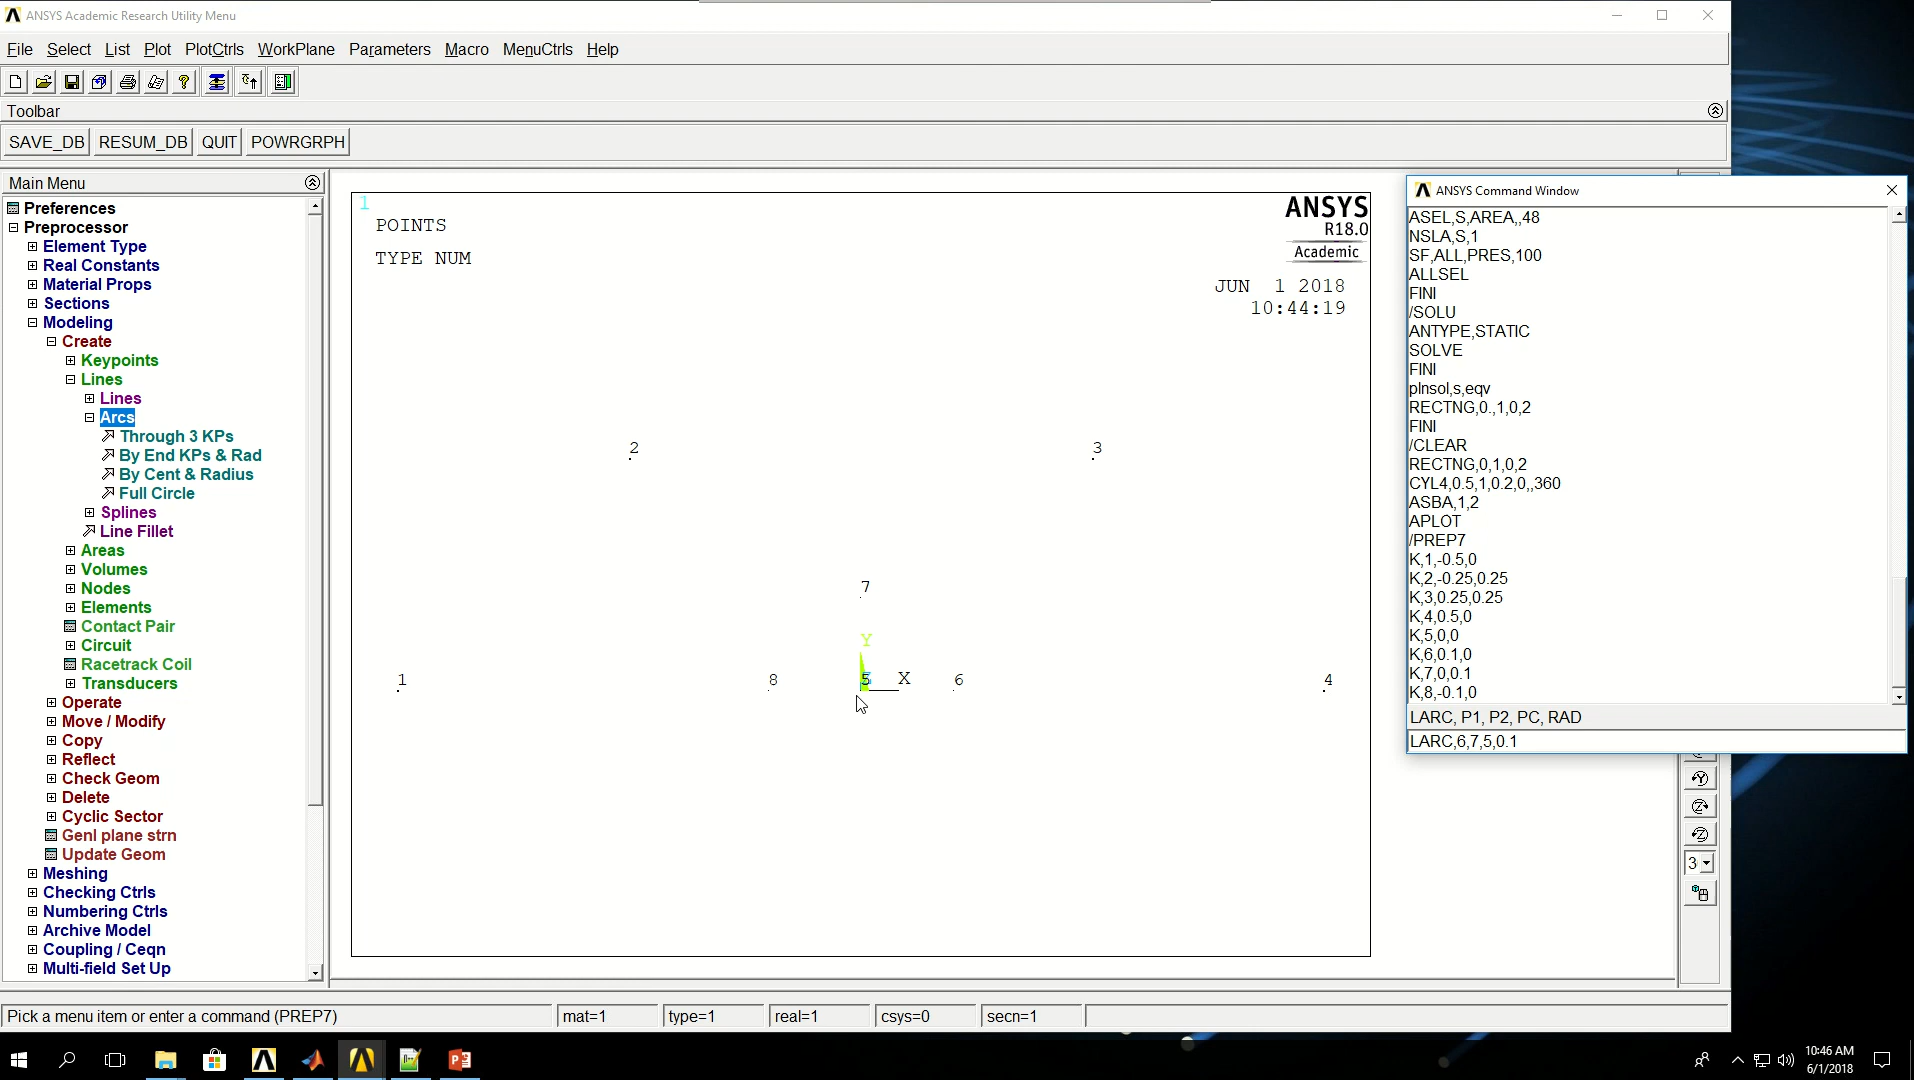 ANSYS Academic Research Utility Menu
File Select List Plot PlotCtrls WorkPlane Parameters Macro MenuCtrls Help
Toolbar
SAVE_DB RESUM_DB QUIT POWRGRPH
Main Menu
Preferences
Preprocessor
Element Type
Real Constants
Material Props
Sections
Modeling
Create
Keypoints
Lines
Lines
Arcs
Through 3 KPs
By End KPs & Rad
By Cent & Radius
Full Circle
Splines
Line Fillet
Areas
Volumes
Nodes
Elements
Contact Pair
Circuit
Racetrack Coil
Transducers
Operate
Move / Modify
Copy
Reflect
Check Geom
Delete
Cyclic Sector
Genl plane strn
Update Geom
Meshing
Checking Ctrls
Numbering Ctrls
Archive Model
Coupling / Ceqn
Multi-field Set Up
1
POINTS
TYPE NUM
ANSYS
R18.0
Academic
JUN 1 2018
10:44:19
2 3
7
Y
1 8 5 X 6 4
ANSYS Command Window
ASEL,S,AREA,,48
NSLA,S,1
SF,ALL,PRES,100
ALLSEL
FINI
/SOLU
ANTYPE,STATIC
SOLVE
FINI
plnsol,s,eqv
RECTNG,0.,1,0,2
FINI
/CLEAR
RECTNG,0,1,0,2
CYL4,0.5,1,0.2,0,,360
ASBA,1,2
APLOT
/PREP7
K,1,-0.5,0
K,2,-0.25,0.25
K,3,0.25,0.25
K,4,0.5,0
K,5,0,0
K,6,0.1,0
K,7,0,0.1
K,8,-0.1,0
LARC, P1, P2, PC, RAD
LARC,6,7,5,0.1
Y
Z
Z
3
Pick a menu item or enter a command (PREP7) mat=1 type=1 real=1 csys=0 secn=1
10:46 AM
6/1/2018